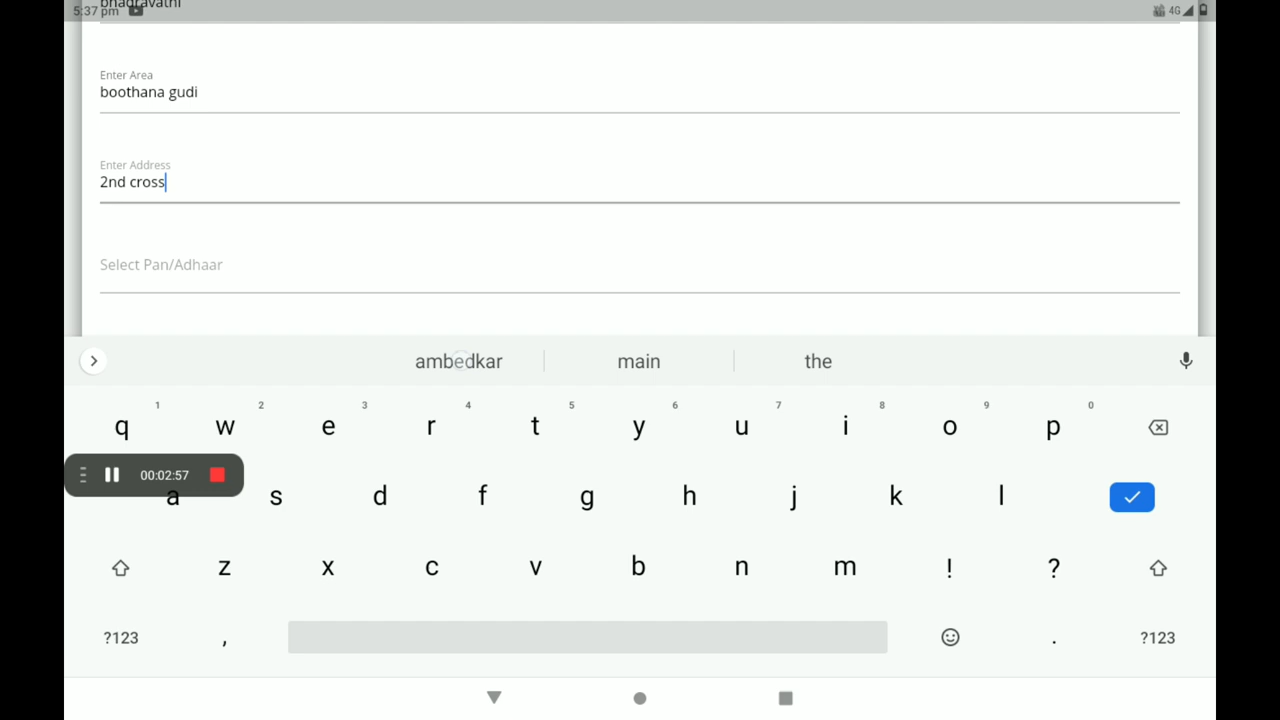 bhadravathi
5:37 pm 4G
Enter Area
boothana gudi
Enter Address
2nd cross
Select Pan/Adhaar
ambedkar main the
1 2 3 4 5 6 7 8 9 0
q w e r t y u i o p
00:02:57
a s d f g h j k l
z x c v b n m ! ?
?123 , . ?123